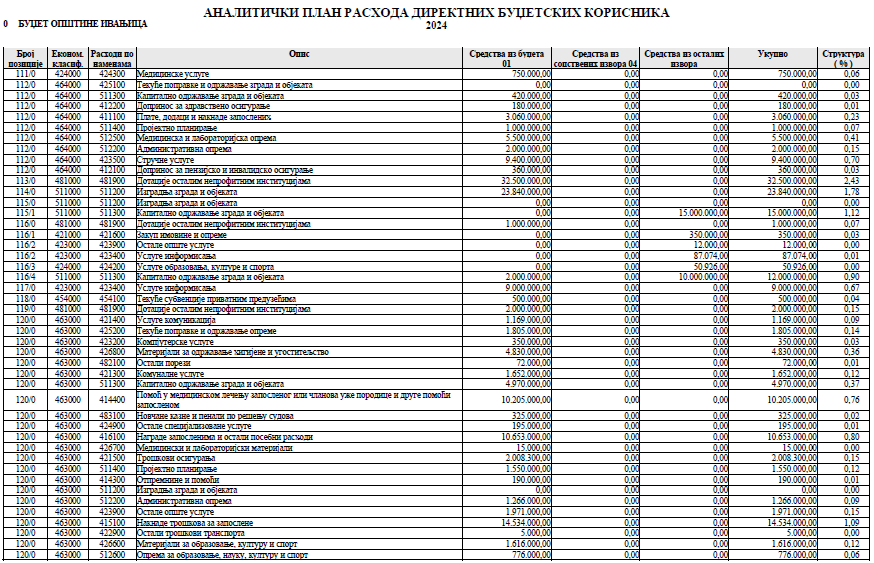 АНАЛИТИЧКИ ПЛАН РАСХОДА ДИРЕКТНИХ БУЏЕТСКИХ КОРИСНИКА
0 БУЏЕТ ОПШТИНЕ ИВАЊИЦА
2024
Број позиције Економ. класиф. Расходи по наменама Опис Средства из буџета 01 Средства из сопствених извора 04 Средства из осталих извора Укупно Структура ( % )
111/0 424000 424300 Медицинске услуге 750.000,00 0,00 0,00 750.000,00 0,06
112/0 464000 425100 Текуће поправке и одржавање зграда и објеката 0,00 0,00 0,00 0,00 0,00
112/0 464000 511300 Капитално одржавање зграда и објеката 420.000,00 0,00 0,00 420.000,00 0,03
112/0 464000 412200 Допринос за здравствено осигурање 180.000,00 0,00 0,00 180.000,00 0,01
112/0 464000 411100 Плате, додаци и накнаде запослених 3.060.000,00 0,00 0,00 3.060.000,00 0,23
112/0 464000 511400 Пројектно планирање 1.000.000,00 0,00 0,00 1.000.000,00 0,07
112/0 464000 512500 Медицинска и лабораторијска опрема 5.500.000,00 0,00 0,00 5.500.000,00 0,41
112/0 464000 512200 Административна опрема 2.000.000,00 0,00 0,00 2.000.000,00 0,15
112/0 464000 423500 Стручне услуге 9.400.000,00 0,00 0,00 9.400.000,00 0,70
112/0 464000 412100 Допринос за пензијско и инвалидско осигурање 360.000,00 0,00 0,00 360.000,00 0,03
113/0 481000 481900 Дотације осталим непрофитним институцијама 32.500.000,00 0,00 0,00 32.500.000,00 2,43
114/0 511000 511200 Изградња зграда и објеката 23.840.000,00 0,00 0,00 23.840.000,00 1,78
115/0 511000 511200 Изградња зграда и објеката 0,00 0,00 0,00 0,00 0,00
115/1 511000 511300 Капитално одржавање зграда и објеката 0,00 0,00 15.000.000,00 15.000.000,00 1,12
116/0 481000 481900 Дотације осталим непрофитним институцијама 1.000.000,00 0,00 0,00 1.000.000,00 0,07
116/1 421000 421600 Закуп имовине и опреме 0,00 0,00 350.000,00 350.000,00 0,03
116/2 423000 423900 Остале опште услуге 0,00 0,00 12.000,00 12.000,00 0,00
116/2 423000 423400 Услуге информисања 0,00 0,00 87.074,00 87.074,00 0,01
116/3 424000 424200 Услуге образовања, културе и спорта 0,00 0,00 50.926,00 50.926,00 0,00
116/4 511000 511300 Капитално одржавање зграда и објеката 2.000.000,00 0,00 10.000.000,00 12.000.000,00 0,90
117/0 423000 423400 Услуге информисања 9.000.000,00 0,00 0,00 9.000.000,00 0,67
118/0 454000 454100 Текуће субвенције приватним предузећима 500.000,00 0,00 0,00 500.000,00 0,04
119/0 481000 481900 Дотације осталим непрофитним институцијама 2.000.000,00 0,00 0,00 2.000.000,00 0,15
120/0 463000 421400 Услуге комуникација 1.169.000,00 0,00 0,00 1.169.000,00 0,09
120/0 463000 425200 Текуће поправке и одржавање опреме 1.805.000,00 0,00 0,00 1.805.000,00 0,14
120/0 463000 423200 Компјутерске услуге 350.000,00 0,00 0,00 350.000,00 0,03
120/0 463000 426800 Материјали за одржавање хигијене и угоститељство 4.830.000,00 0,00 0,00 4.830.000,00 0,36
120/0 463000 482100 Остали порези 72.000,00 0,00 0,00 72.000,00 0,01
120/0 463000 421300 Комуналне услуге 1.652.000,00 0,00 0,00 1.652.000,00 0,12
120/0 463000 511300 Капитално одржавање зграда и објеката 4.970.000,00 0,00 0,00 4.970.000,00 0,37
120/0 463000 414400 Помоћ у медицинском лечењу запосленог или чланова уже породице и друге помоћи запосленом 10.205.000,00 0,00 0,00 10.205.000,00 0,76
120/0 463000 483100 Новчане казне и пенали по решењу судова 325.000,00 0,00 0,00 325.000,00 0,02
120/0 463000 424900 Остале специјализоване услуге 195.000,00 0,00 0,00 195.000,00 0,01
120/0 463000 416100 Награде запосленима и остали посебни расходи 10.653.000,00 0,00 0,00 10.653.000,00 0,80
120/0 463000 426700 Медицински и лабораторијски материјали 15.000,00 0,00 0,00 15.000,00 0,00
120/0 463000 421500 Трошкови осигурања 2.008.300,00 0,00 0,00 2.008.300,00 0,15
120/0 463000 511400 Пројектно планирање 1.550.000,00 0,00 0,00 1.550.000,00 0,12
120/0 463000 414300 Отпремнине и помоћи 190.000,00 0,00 0,00 190.000,00 0,01
120/0 463000 511200 Изградња зграда и објеката 0,00 0,00 0,00 0,00 0,00
120/0 463000 512200 Административна опрема 1.266.000,00 0,00 0,00 1.266.000,00 0,09
120/0 463000 423900 Остале опште услуге 1.971.000,00 0,00 0,00 1.971.000,00 0,15
120/0 463000 415100 Накнаде трошкова за запослене 14.534.000,00 0,00 0,00 14.534.000,00 1,09
120/0 463000 422900 Остали трошкови транспорта 5.000,00 0,00 0,00 5.000,00 0,00
120/0 463000 426600 Материјали за образовање, културу и спорт 1.616.000,00 0,00 0,00 1.616.000,00 0,12
120/0 463000 512600 Опрема за образовање, науку, културу и спорт 776.000,00 0,00 0,00 776.000,00 0,06